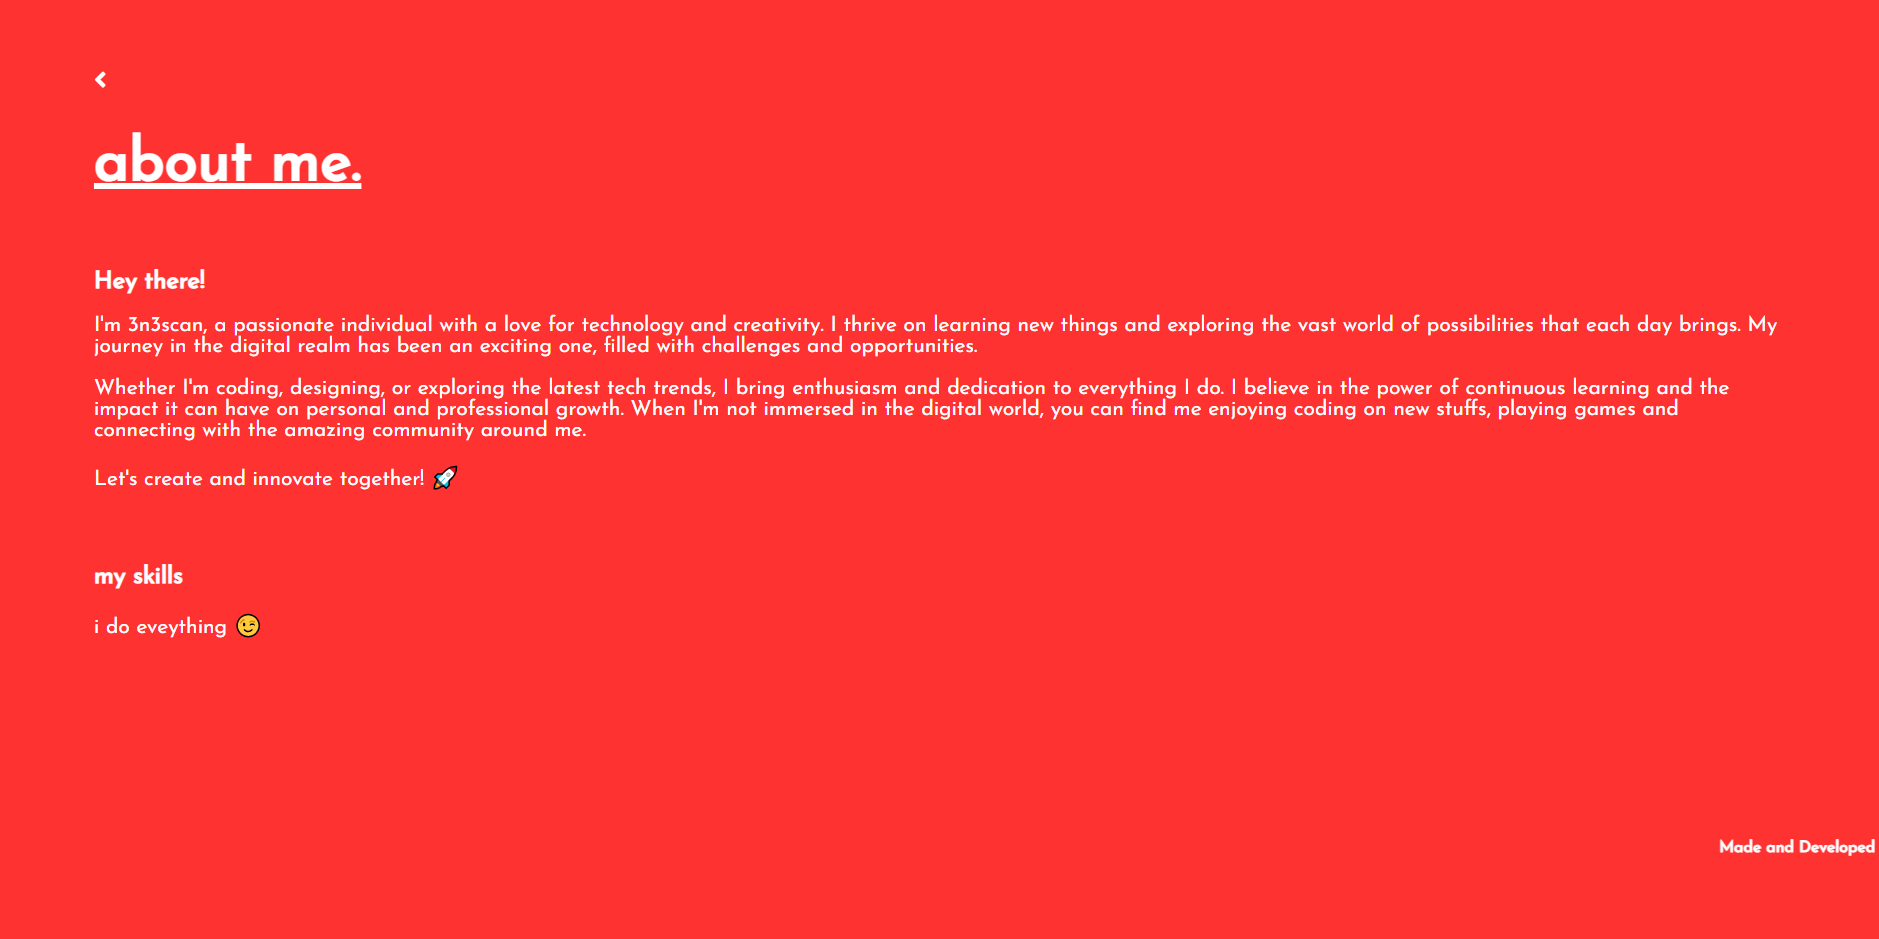 about me.
Hey there!
I'm 3n3scan, a passionate individual with a love for technology and creativity. I thrive on learning new things and exploring the vast world of possibilities that each day brings. My
journey in the digital realm has been an exciting one, filled with challenges and opportunities.
Whether I'm coding, designing, or exploring the latest tech trends, I bring enthusiasm and dedication to everything I do. I believe in the power of continuous learning and the
impact it can have on personal and professional growth. When I'm not immersed in the digital world, you can find me enjoying coding on new stuffs, playing games and
connecting with the amazing community around me.
Let's create and innovate together! 🚀
my skills
i do eveything 😉
Made and Developed